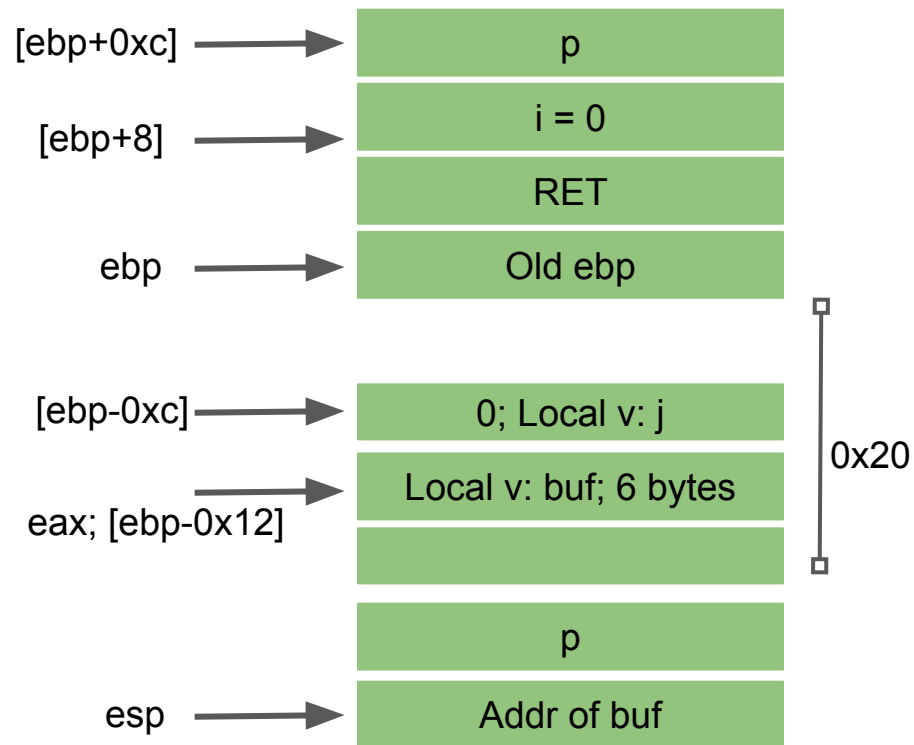 [ebp+0xc]
p
[ebp+8]
i = 0
RET
ebp
Old ebp
[ebp-0xc]
0; Local v: j
Local v: buf; 6 bytes
eax; [ebp-0x12]
0x20
p
esp
Addr of buf